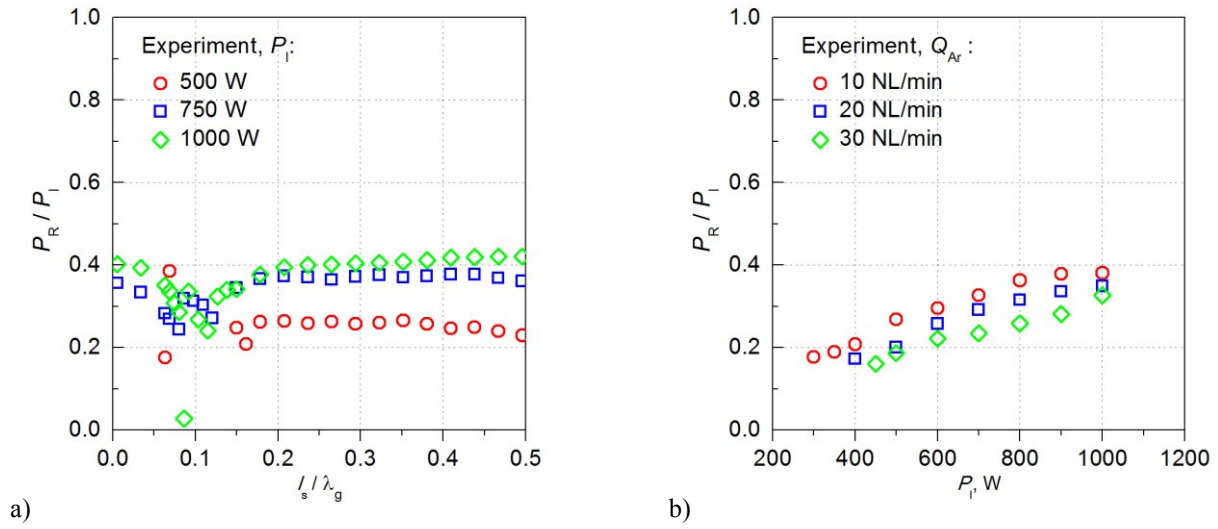 1.0
0.8
0.6
0.4
0.2
0.0
P_R / P_I
Experiment, P_I:
500 W
750 W
1000 W
0.0 0.1 0.2 0.3 0.4 0.5
l_s / λ_g
a)
1.0
0.8
0.6
0.4
0.2
0.0
P_R / P_I
Experiment, Q_Ar :
10 NL/min
20 NL/min
30 NL/min
200 400 600 800 1000 1200
P_I, W
b)